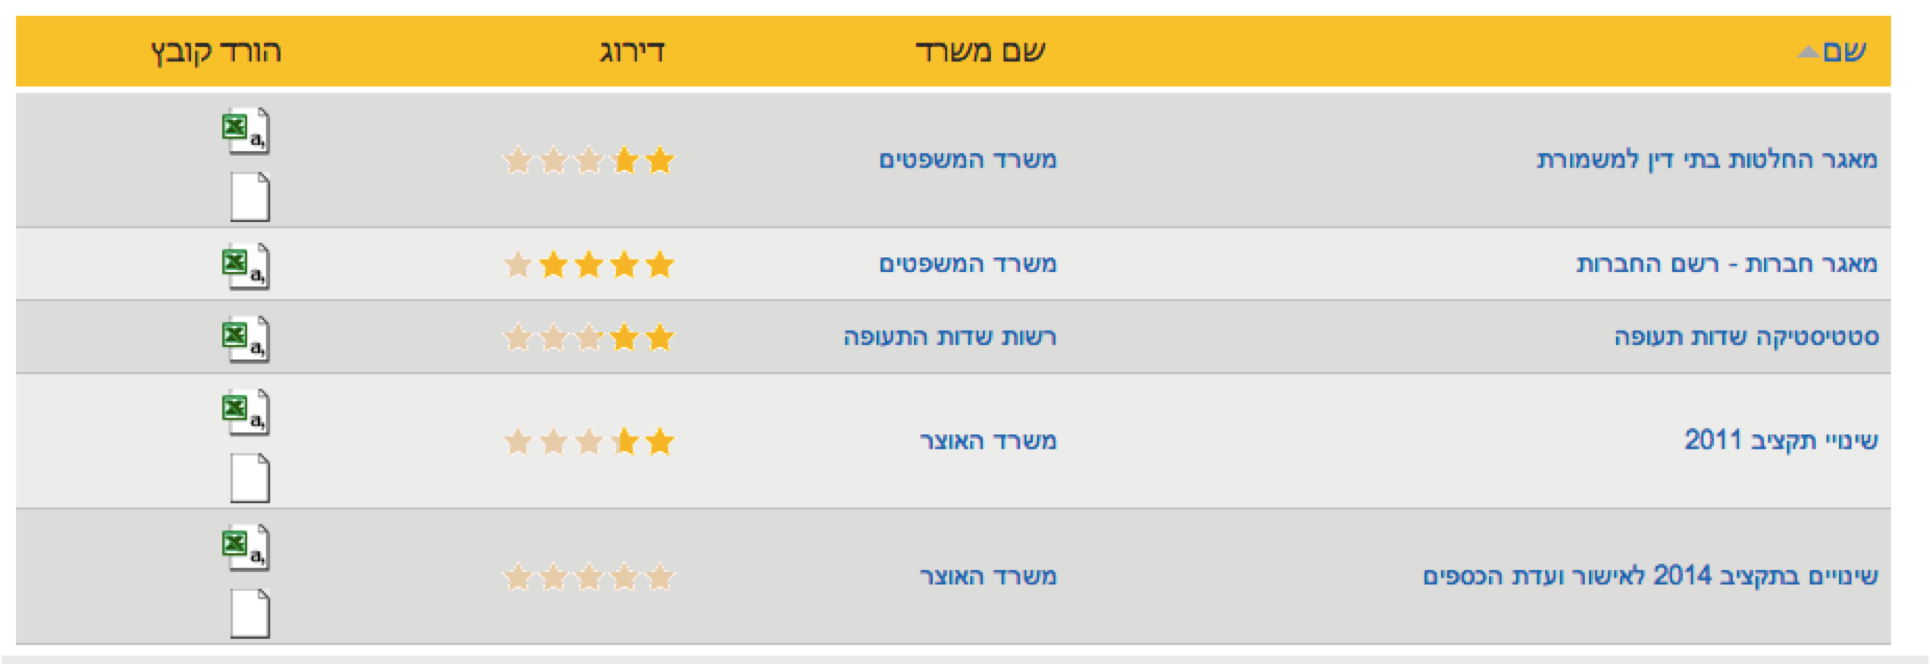 שם שם משרד דירוג הורד קובץ
מאגר החלטות בתי דין למשמורת משרד המשפטים a,
מאגר חברות - רשם החברות משרד המשפטים a,
סטטיסטיקה שדות תעופה רשות שדות התעופה a,
שינויי תקציב 2011 משרד האוצר a,
שינויים בתקציב 2014 לאישור ועדת הכספים משרד האוצר a,